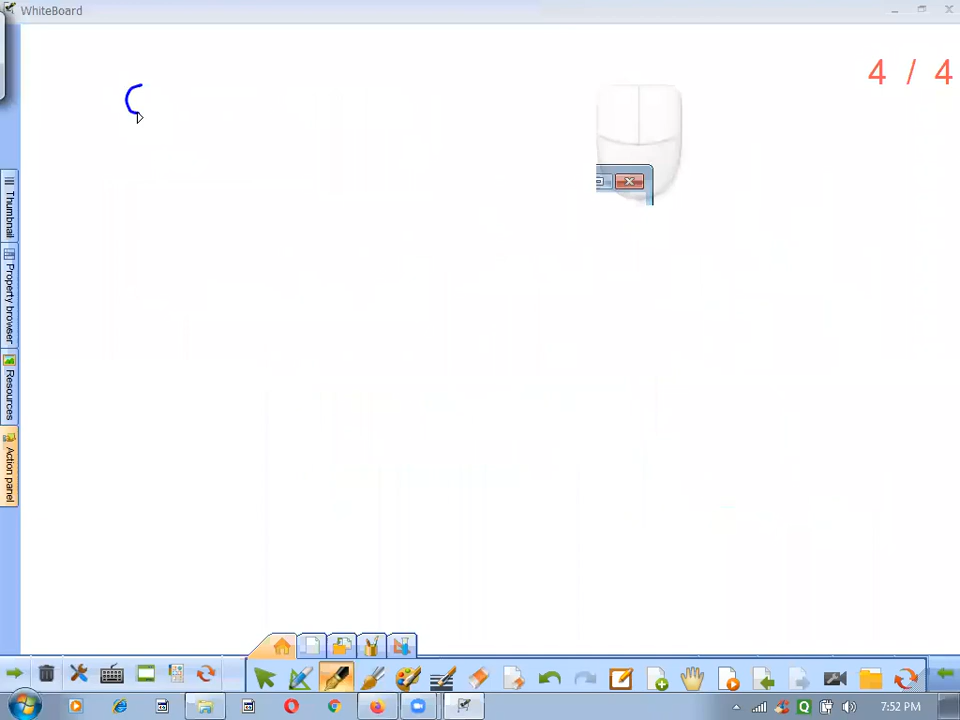 WhiteBoard
4 / 4
(
Thumbnail
Property browser
Resources
Action panel
7:52 PM